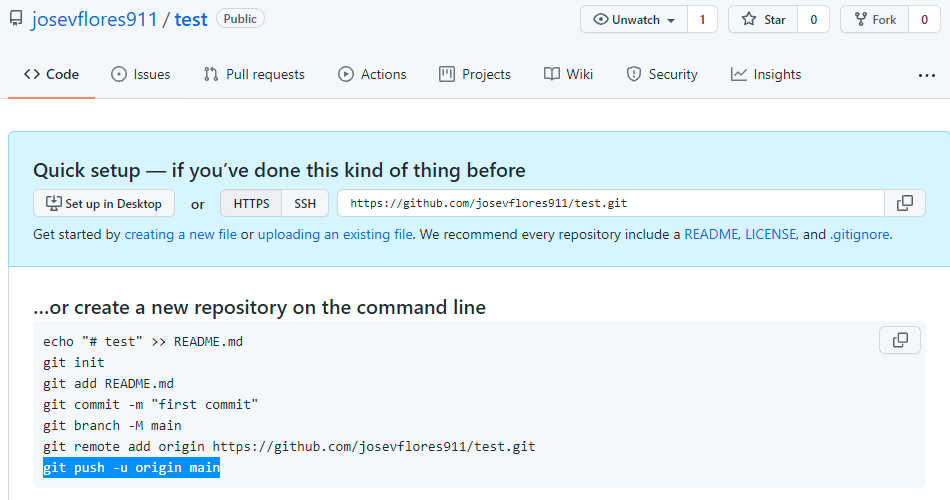 josevflores911 / test Public Unwatch 1 Star 0 Fork 0
Code Issues Pull requests Actions Projects Wiki Security Insights ...
Quick setup — if you’ve done this kind of thing before
Set up in Desktop or HTTPS SSH https://github.com/josevflores911/test.git
Get started by creating a new file or uploading an existing file. We recommend every repository include a README, LICENSE, and .gitignore.
...or create a new repository on the command line
echo "# test" >> README.md
git init
git add README.md
git commit -m "first commit"
git branch -M main
git remote add origin https://github.com/josevflores911/test.git
git push -u origin main